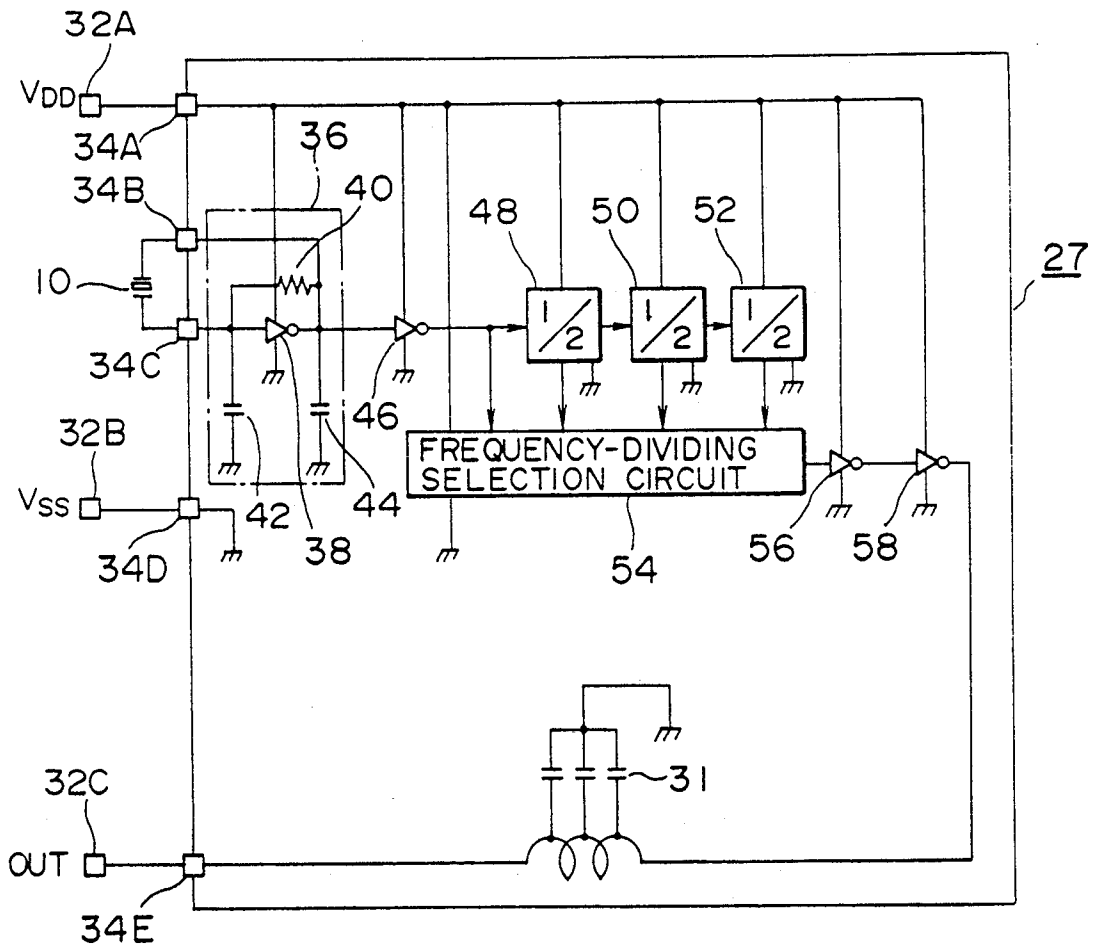 32A
VDD
34A
36
34B
40
48
50
52
27
10
1/2
1/2
1/2
34C
46
32B
FREQUENCY-DIVIDING
SELECTION CIRCUIT
VSS
42
44
34D
38
54
56
58
31
32C
OUT
34E